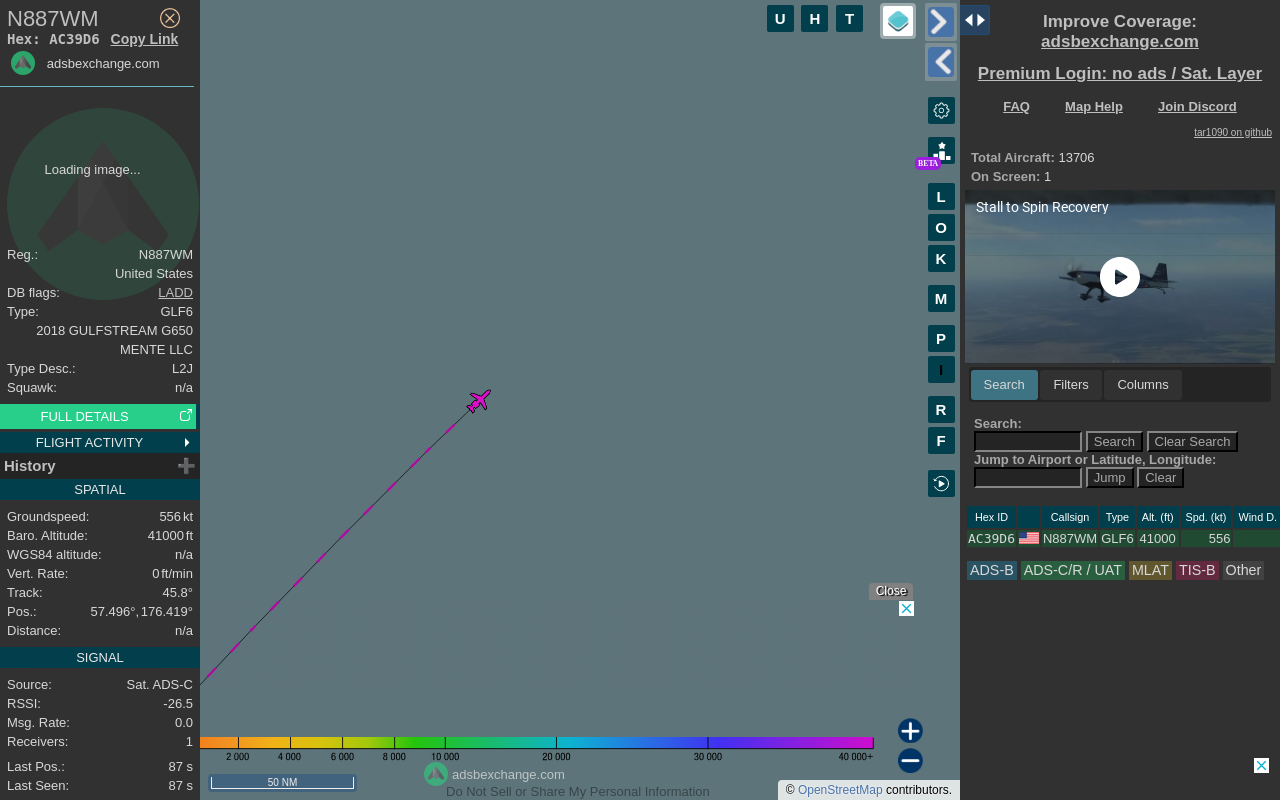 N887WM
Hex: AC39D6 Copy Link
adsbexchange.com
Loading image...
Reg.: N887WM
United States
DB flags: LADD
Type: GLF6
2018 GULFSTREAM G650
MENTE LLC
Type Desc.: L2J
Squawk: n/a
FULL DETAILS
FLIGHT ACTIVITY
History
SPATIAL
Groundspeed: 556 kt
Baro. Altitude: 41000 ft
WGS84 altitude: n/a
Vert. Rate: 0 ft/min
Track: 45.8°
Pos.: 57.496°, 176.419°
Distance: n/a
SIGNAL
Source: Sat. ADS-C
RSSI: -26.5
Msg. Rate: 0.0
Receivers: 1
Last Pos.: 87 s
Last Seen: 87 s
U H T
BETA
L
O
K
M
P
I
R
F
Close
2 000 4 000 6 000 8 000 10 000 20 000 30 000 40 000+
50 NM
adsbexchange.com
Do Not Sell or Share My Personal Information
© OpenStreetMap contributors.
Improve Coverage:
adsbexchange.com
Premium Login: no ads / Sat. Layer
FAQ Map Help Join Discord
tar1090 on github
Total Aircraft: 13706
On Screen: 1
Stall to Spin Recovery
Search Filters Columns
Search:
Search Clear Search
Jump to Airport or Latitude, Longitude:
Jump Clear
Hex ID Callsign Type Alt. (ft) Spd. (kt) Wind D.
AC39D6 N887WM GLF6 41000 556
ADS-B ADS-C/R / UAT MLAT TIS-B Other